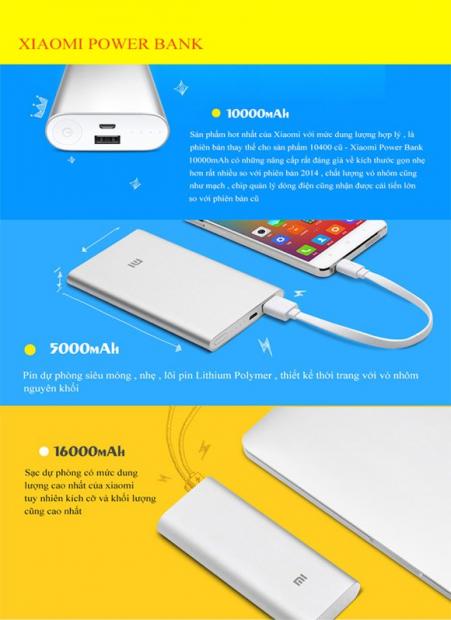 XIAOMI POWER BANK
10000mAh
Sản phẩm hot nhất của Xiaomi với mức dung lượng hợp lý , là
phiên bản thay thế cho sản phẩm 10400 cũ - Xiaomi Power Bank
10000mAh có những nâng cấp rất đáng giá về kích thước gọn nhẹ
hơn rất nhiều so với phiên bản 2014 , chất lượng vỏ nhôm cũng
như mạch , chip quản lý dòng điện cũng nhận được cải tiến lớn
so với phiên bản cũ
mi
5000mAh
Pin dự phòng siêu mỏng , nhẹ , lõi pin Lithium Polymer , thiết kế thời trang với vỏ nhôm
nguyên khối
16000mAh
Sạc dự phòng có mức dung
lượng cao nhất của xiaomi
tuy nhiên kích cỡ và khối lượng
cũng cao nhất
mi